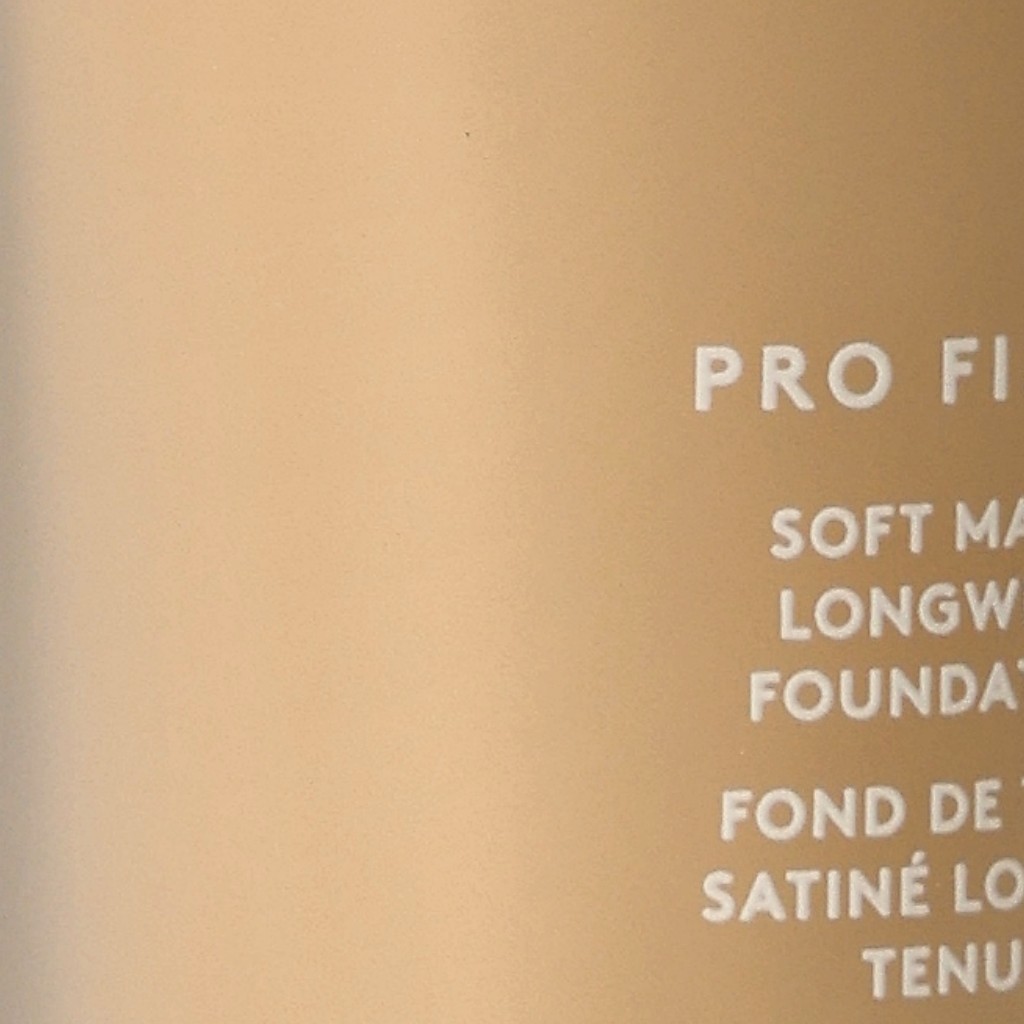 PRO FI
SOFT MA
LONGW
FOUNDAT
FOND DE
SATINÉ LO
TENU